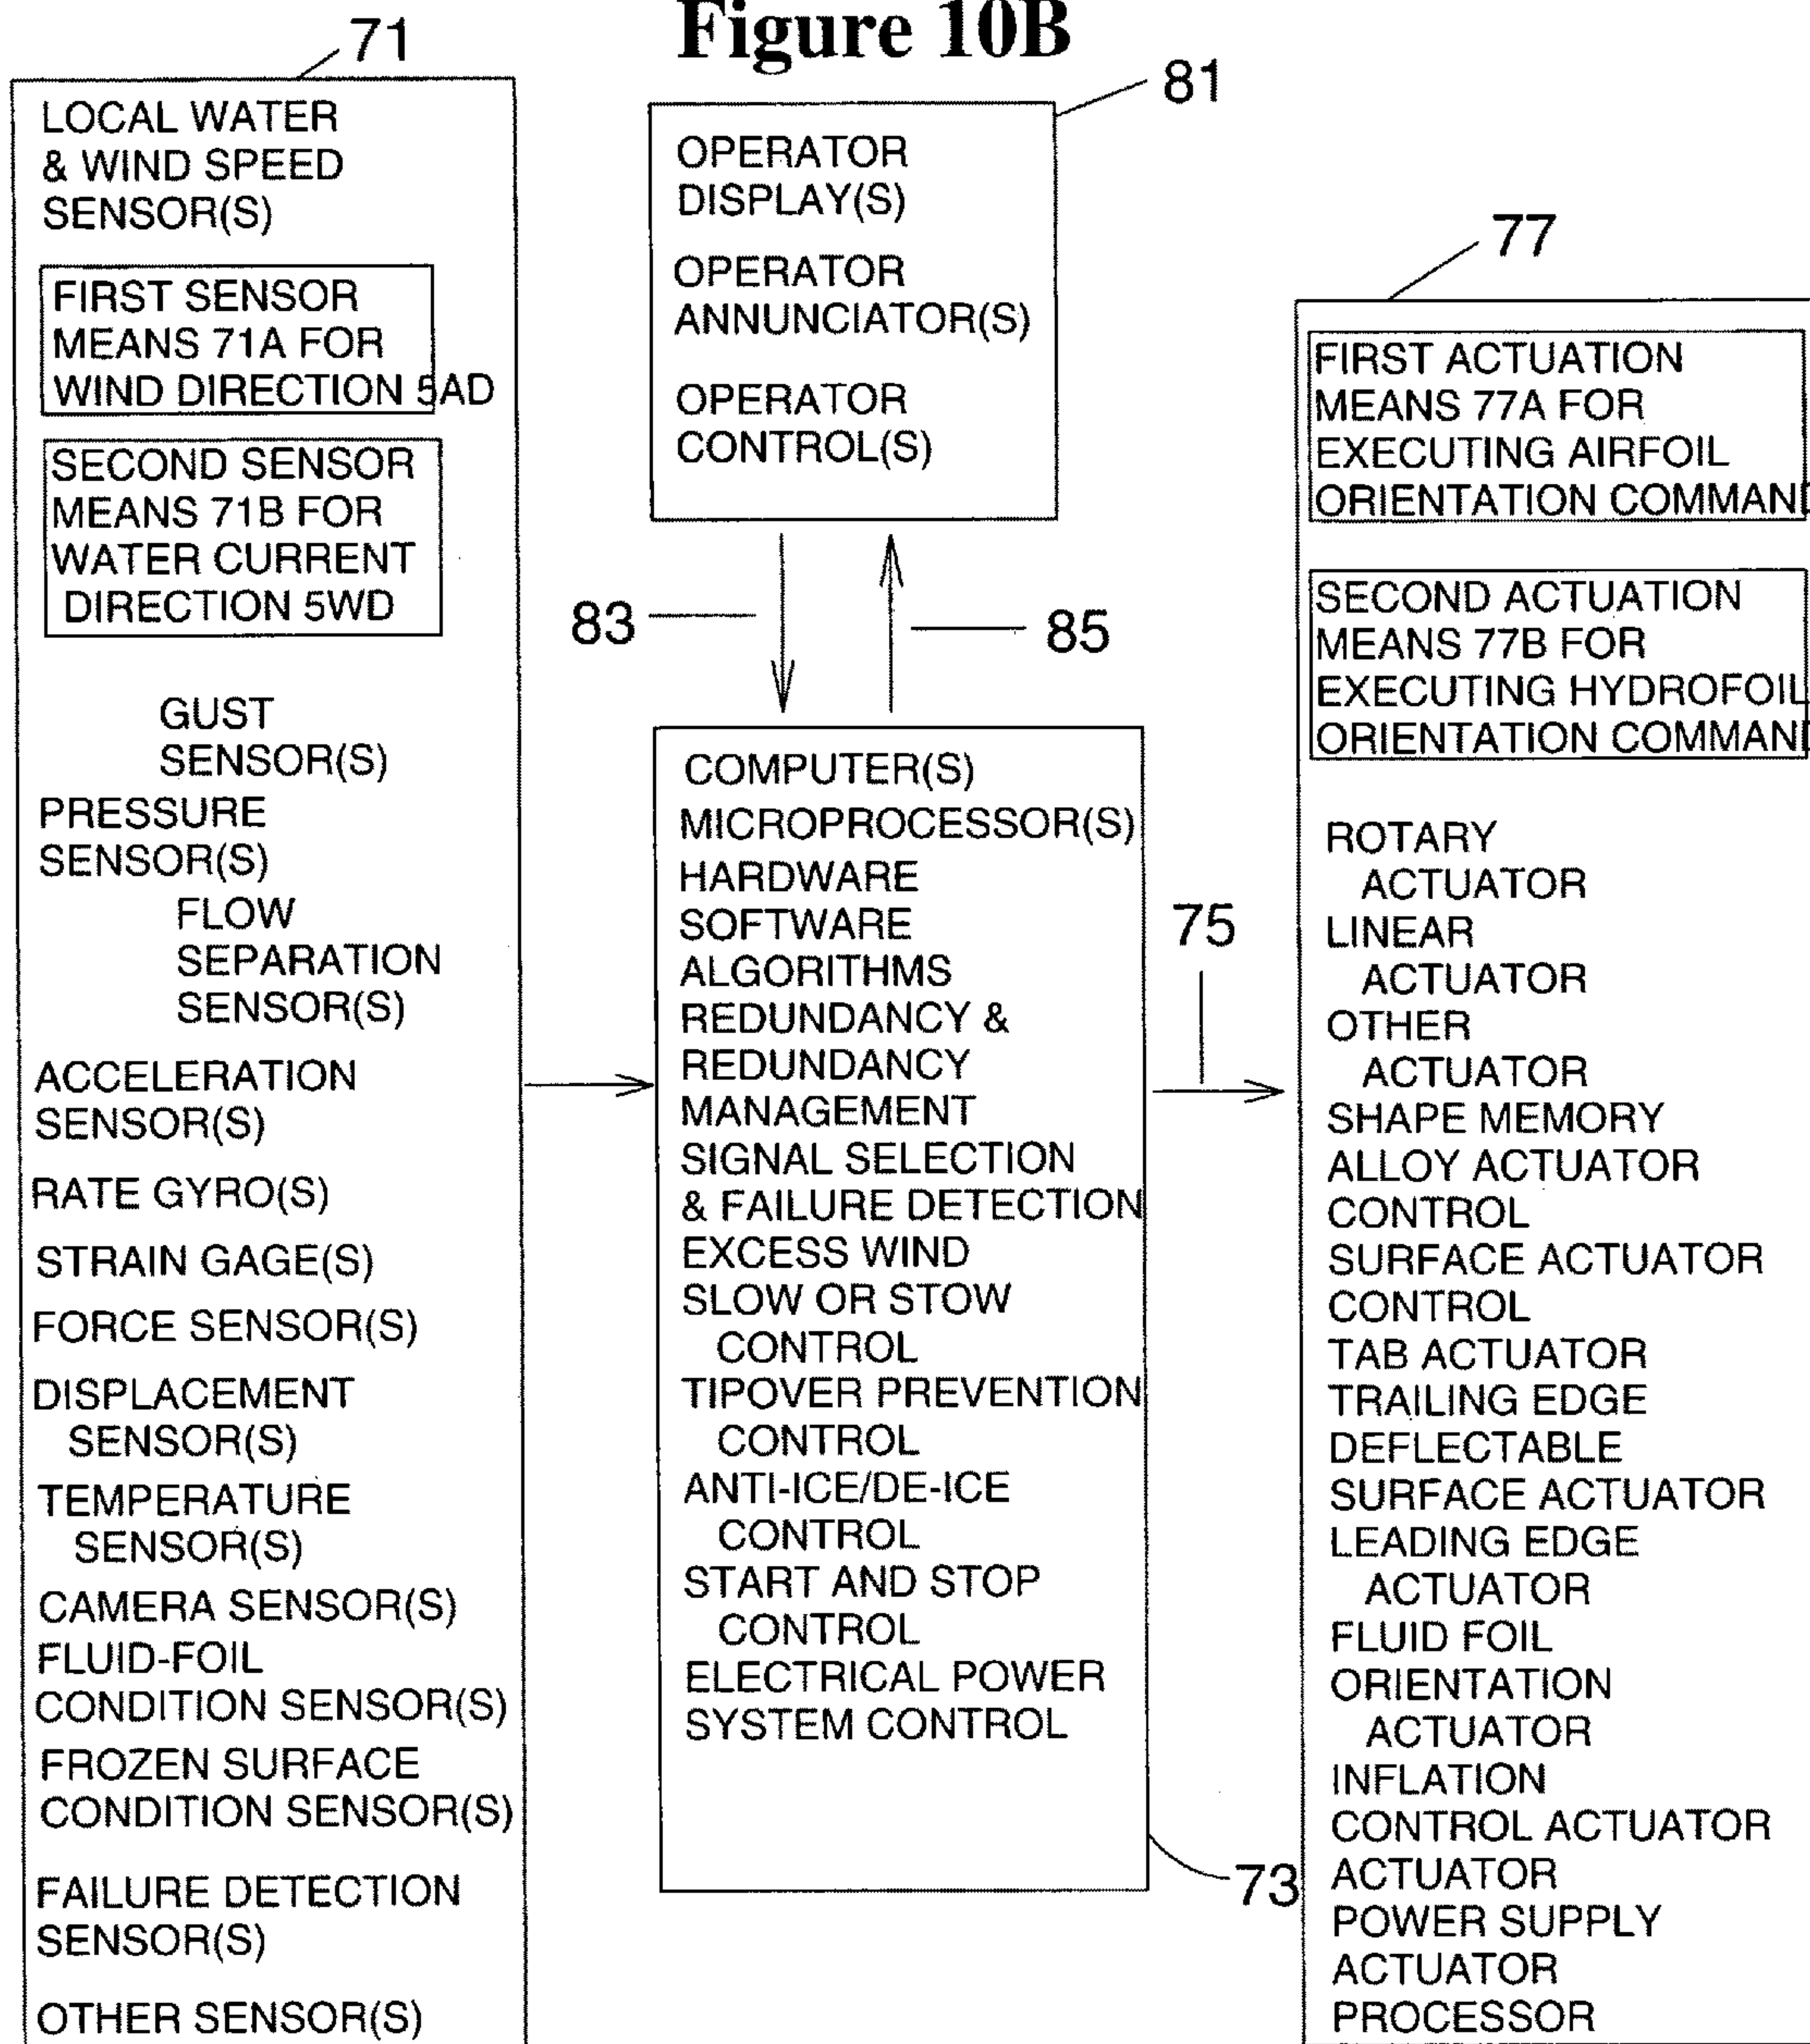 Figure 10B
71
LOCAL WATER
& WIND SPEED
SENSOR(S)
FIRST SENSOR
MEANS 71A FOR
WIND DIRECTION 5AD
SECOND SENSOR
MEANS 71B FOR
WATER CURRENT
DIRECTION 5WD
GUST
SENSOR(S)
PRESSURE
SENSOR(S)
FLOW
SEPARATION
SENSOR(S)
ACCELERATION
SENSOR(S)
RATE GYRO(S)
STRAIN GAGE(S)
FORCE SENSOR(S)
DISPLACEMENT
SENSOR(S)
TEMPERATURE
SENSOR(S)
CAMERA SENSOR(S)
FLUID-FOIL
CONDITION SENSOR(S)
FROZEN SURFACE
CONDITION SENSOR(S)
FAILURE DETECTION
SENSOR(S)
OTHER SENSOR(S)
81
OPERATOR
DISPLAY(S)
OPERATOR
ANNUNCIATOR(S)
OPERATOR
CONTROL(S)
83
85
COMPUTER(S)
MICROPROCESSOR(S)
HARDWARE
SOFTWARE
ALGORITHMS
REDUNDANCY &
REDUNDANCY
MANAGEMENT
SIGNAL SELECTION
& FAILURE DETECTION
EXCESS WIND
SLOW OR STOW
CONTROL
TIPOVER PREVENTION
CONTROL
ANTI-ICE/DE-ICE
CONTROL
START AND STOP
CONTROL
ELECTRICAL POWER
SYSTEM CONTROL
73
75
77
FIRST ACTUATION
MEANS 77A FOR
EXECUTING AIRFOIL
ORIENTATION COMMAND
SECOND ACTUATION
MEANS 77B FOR
EXECUTING HYDROFOIL
ORIENTATION COMMAND
ROTARY
ACTUATOR
LINEAR
ACTUATOR
OTHER
ACTUATOR
SHAPE MEMORY
ALLOY ACTUATOR
CONTROL
SURFACE ACTUATOR
CONTROL
TAB ACTUATOR
TRAILING EDGE
DEFLECTABLE
SURFACE ACTUATOR
LEADING EDGE
ACTUATOR
FLUID FOIL
ORIENTATION
ACTUATOR
INFLATION
CONTROL ACTUATOR
ACTUATOR
POWER SUPPLY
ACTUATOR
PROCESSOR